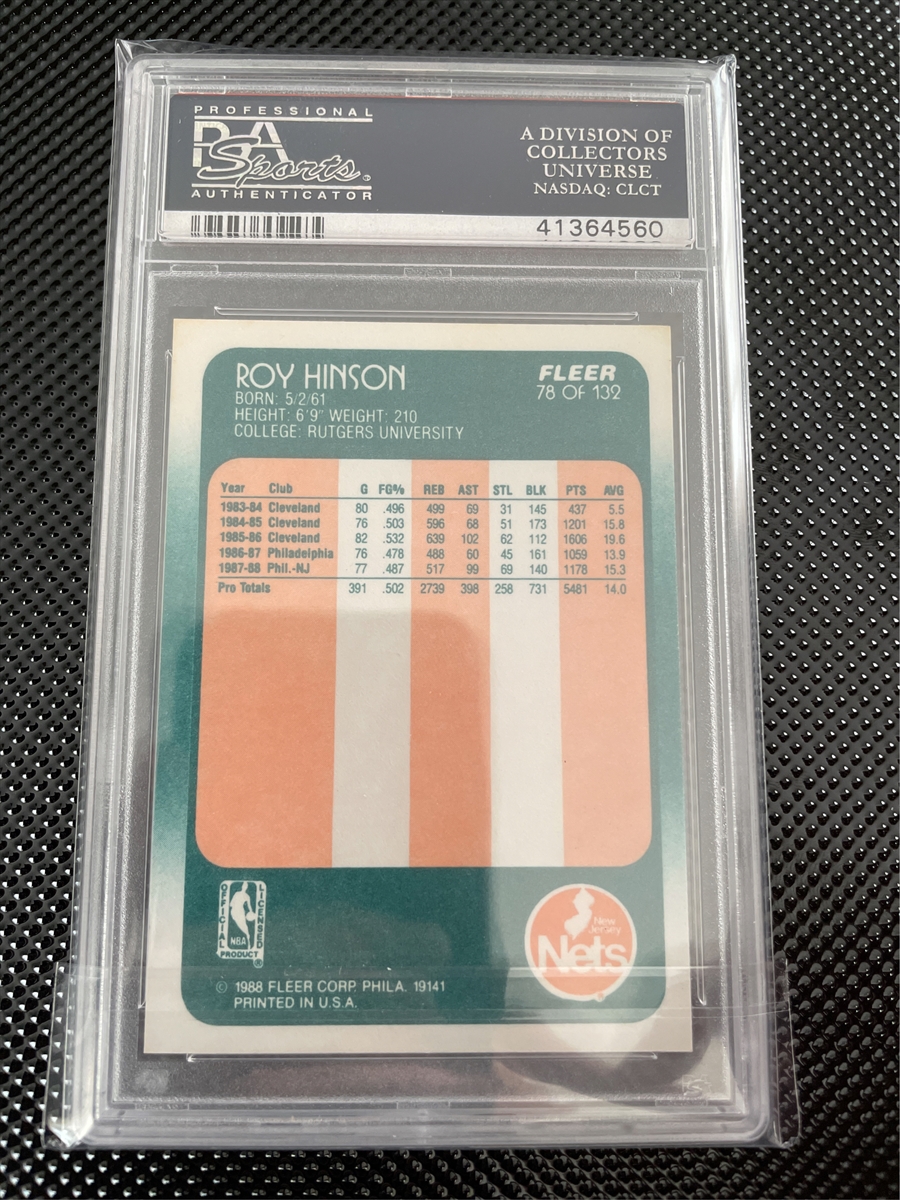 PROFESSIONAL
PSA
Sports
AUTHENTICATOR
A DIVISION OF
COLLECTORS
UNIVERSE
NASDAQ: CLCT
41364560
ROY HINSON
BORN: 5/2/61
HEIGHT: 6'9" WEIGHT: 210
COLLEGE: RUTGERS UNIVERSITY
FLEER
78 OF 132
Year Club G FG% REB AST STL BLK PTS AVG
1983-84 Cleveland 80 .496 499 69 31 145 437 5.5
1984-85 Cleveland 76 .503 596 68 51 173 1201 15.8
1985-86 Cleveland 82 .532 639 102 62 112 1606 19.6
1986-87 Philadelphia 76 .478 488 60 45 161 1059 13.9
1987-88 Phil.-NJ 77 .487 517 99 69 140 1178 15.3
Pro Totals 391 .502 2739 398 258 731 5481 14.0
OFFICIAL
LICENSED
NBA
PRODUCT
®
New
Jersey
Nets
®
© 1988 FLEER CORP. PHILA. 19141
PRINTED IN U.S.A.